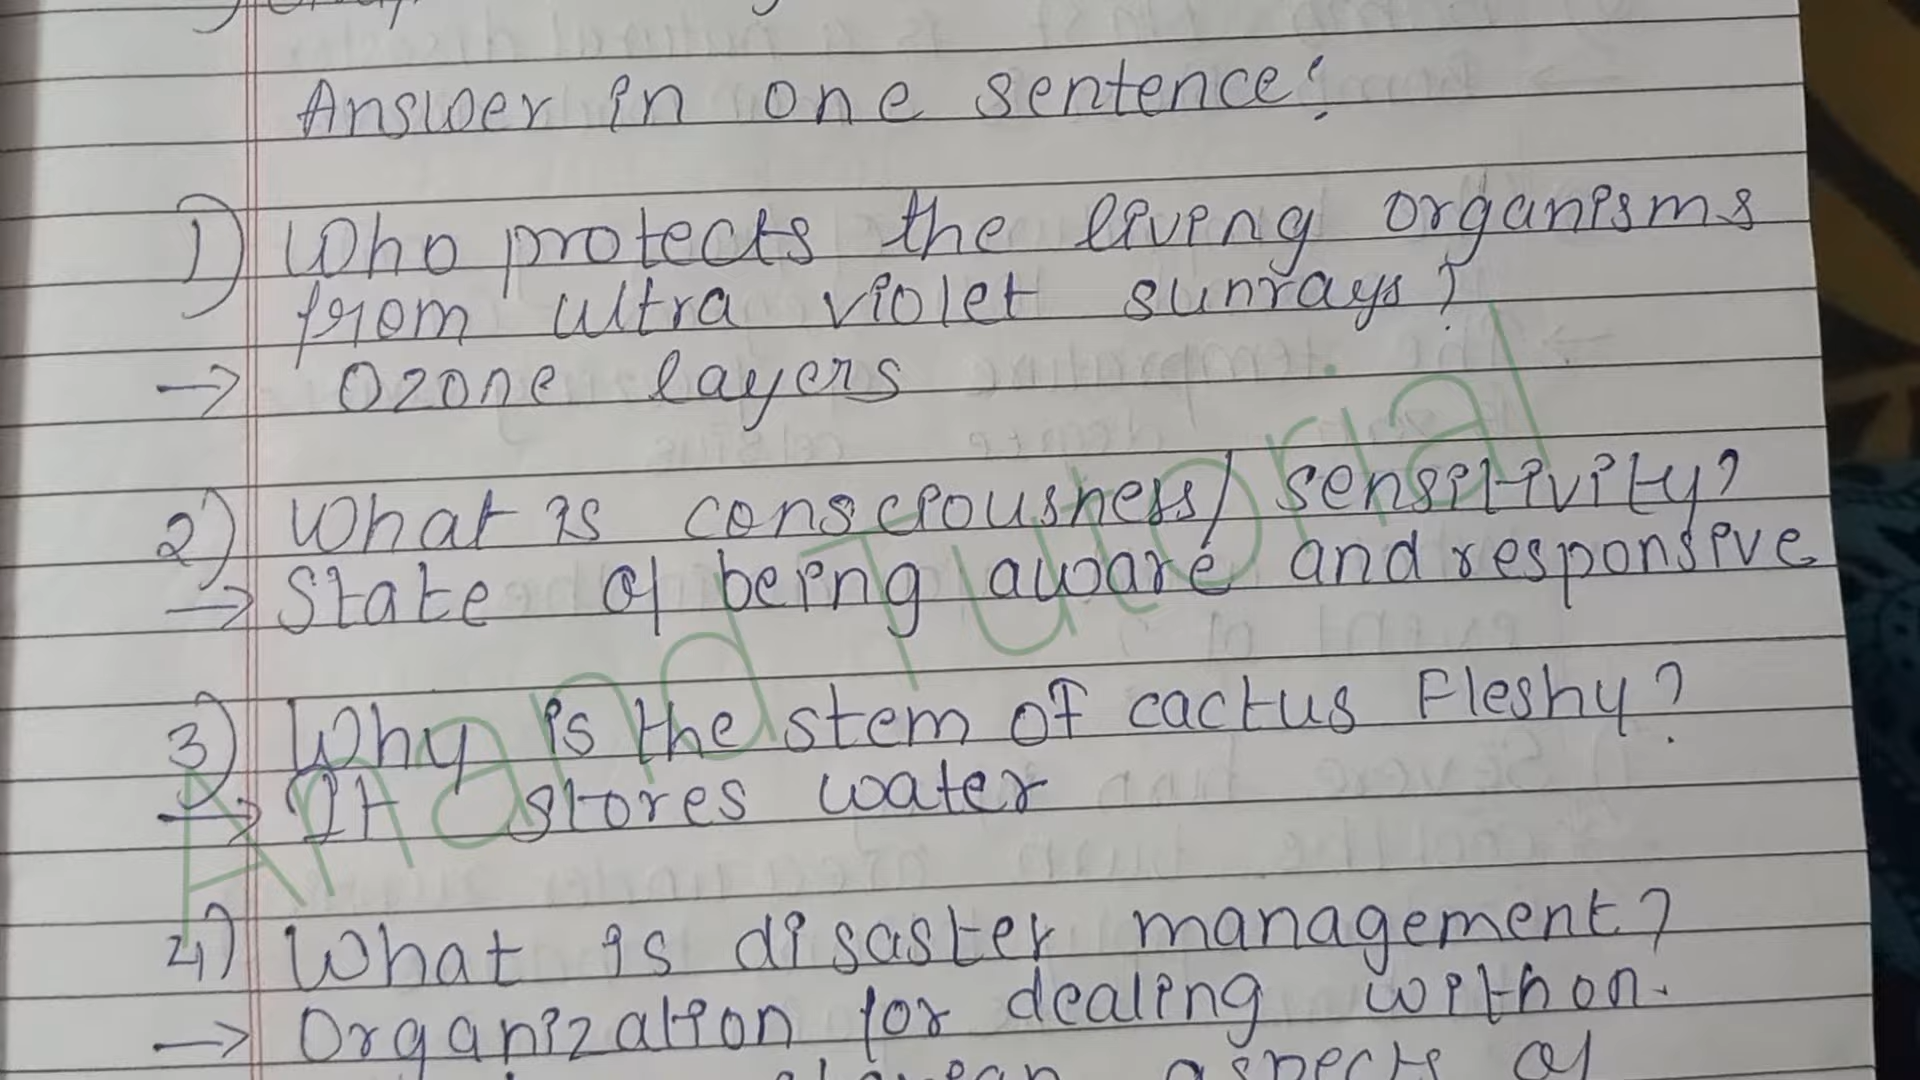 Answer in one sentence:
1) Who protects the living organisms
from ultra violet sunrays?
→ Ozone layers
2) What is consciousness/ sensitivity?
→ State of being aware and responsive
3) Why is the stem of cactus Fleshy?
→ It stores water
4) What is disaster management?
→ Organization for dealing with on.
aspects of
Anand Tutorial